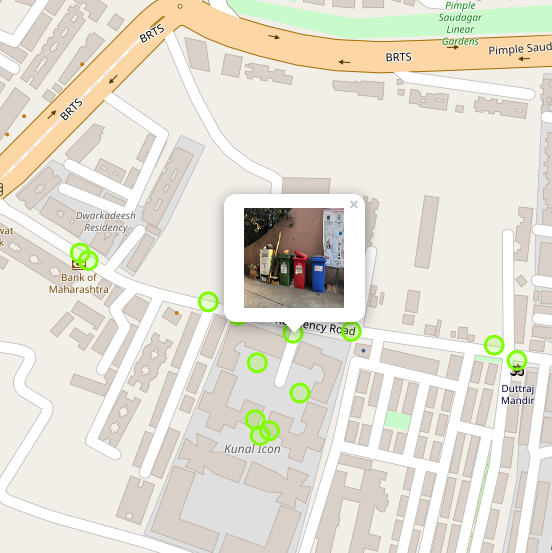 Pimple
Saudagar
Linear
Gardens
BRTS
BRTS
Pimple Saud
BRTS
Dwarkadeesh
Residency
Bank of
Maharashtra
ency Road
Duttraj
Mandir
Kunal Icon
×